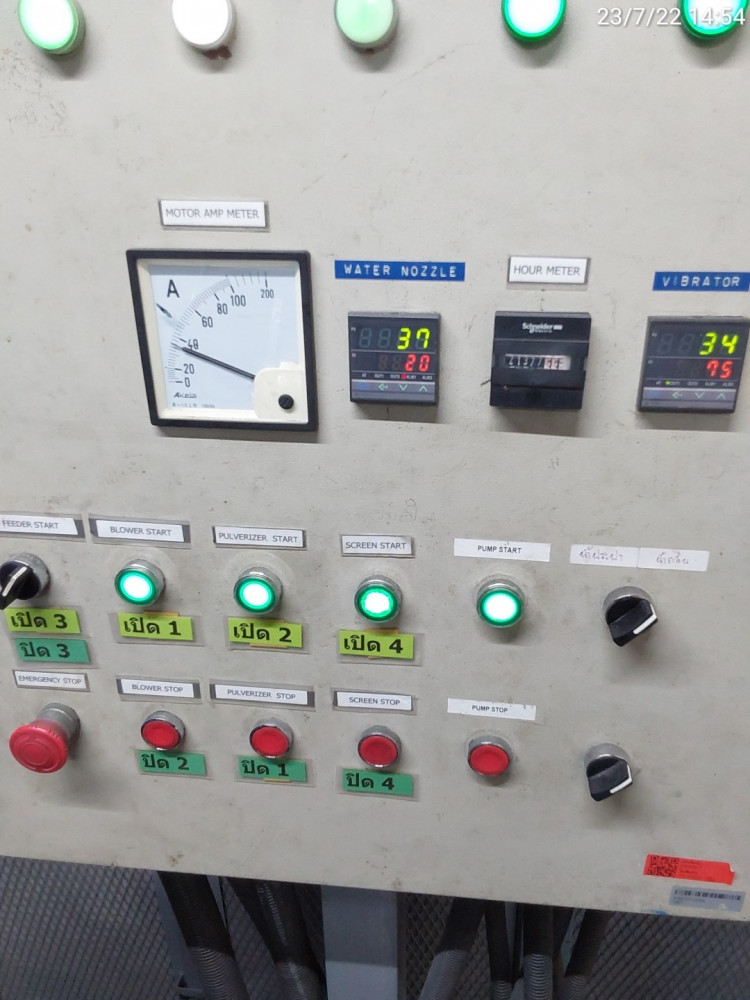 23/7/22 14:54
MOTOR AMP METER
WATER NOZZLE
HOUR METER
VIBRATOR
A
200
100
80
60
40
20
0
37
20
Schneider
Electric
34
75
FEEDER START
BLOWER START
PULVERIZER START
SCREEN START
PUMP START
เปิด 3
เปิด 1
เปิด 2
เปิด 4
ปิด 3
EMERGENCY STOP
BLOWER STOP
PULVERIZER STOP
SCREEN STOP
PUMP STOP
ปิด 2
ปิด 1
ปิด 4